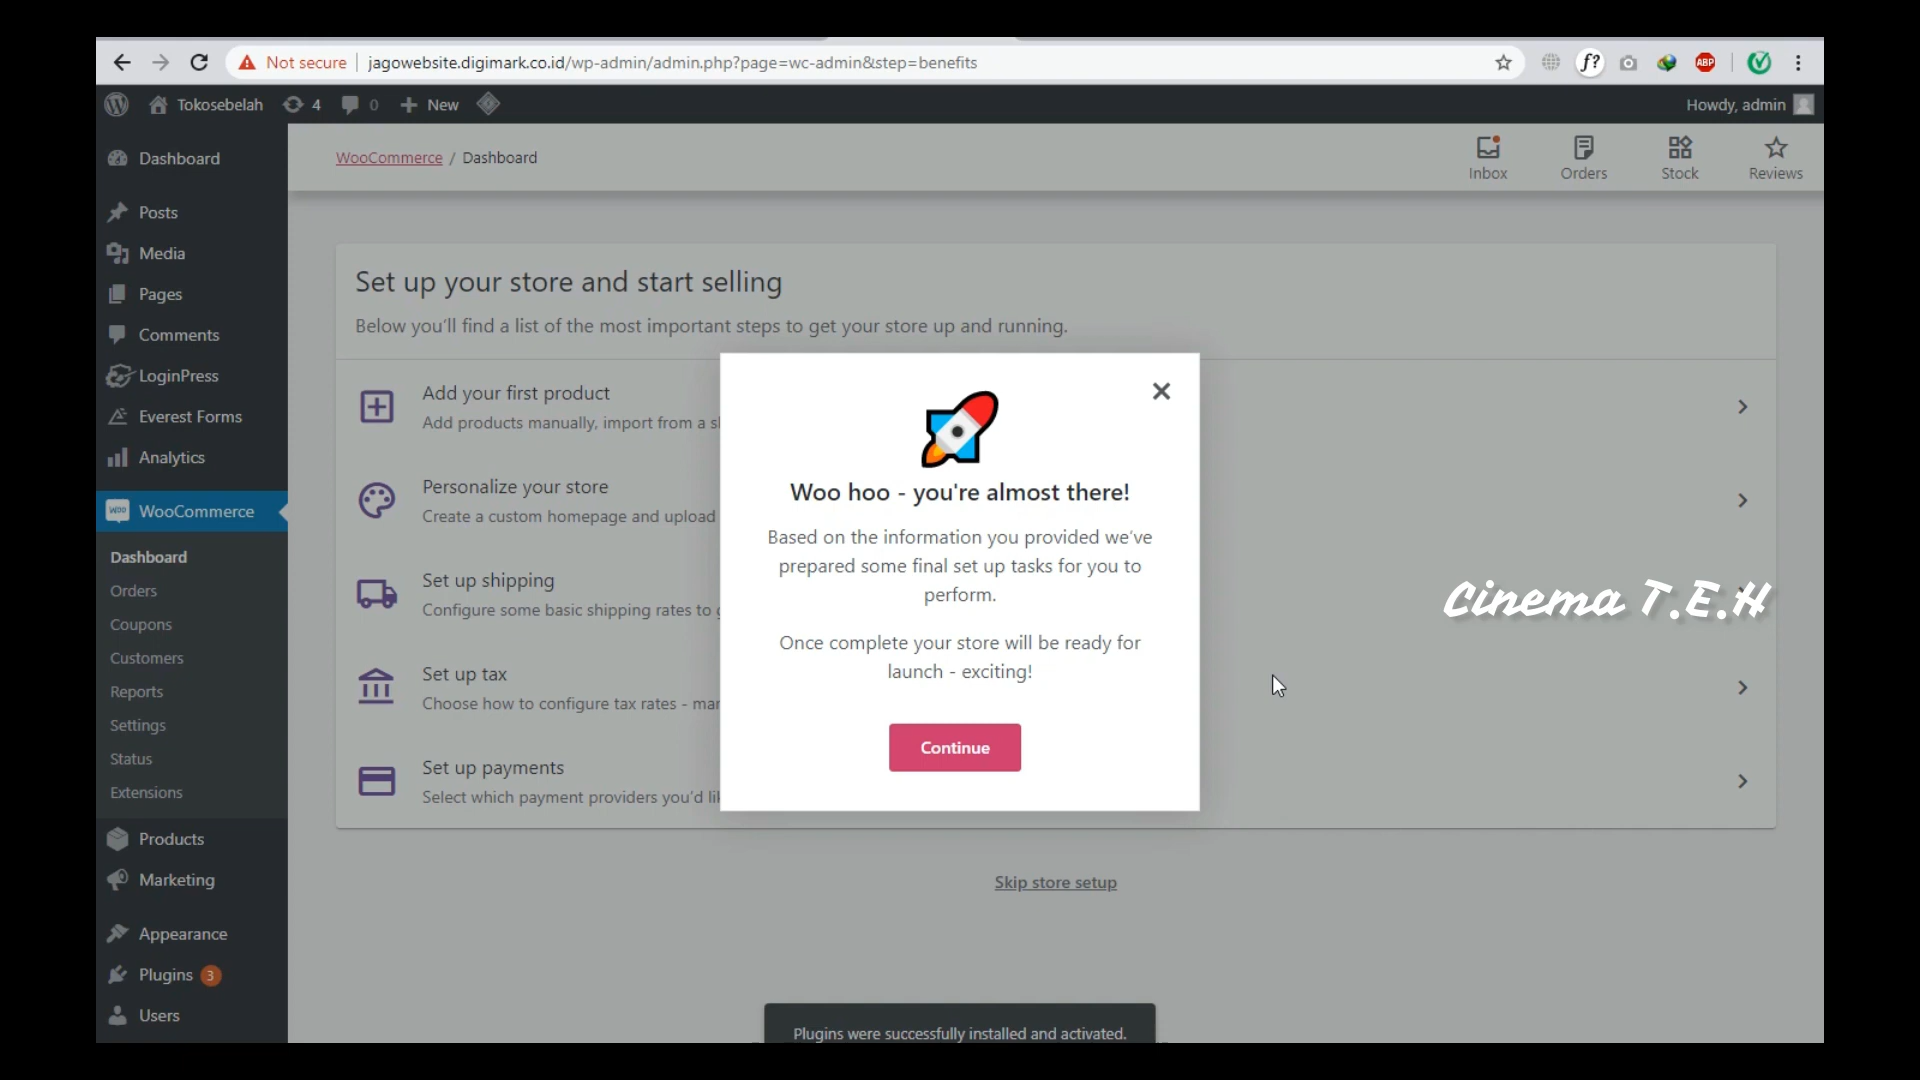 Not secure
jagowebsite.digimark.co.id/wp-admin/admin.php?page=wc-admin&step=benefits
f?
ABP
Tokosebelah
4
0
New
Howdy, admin
Dashboard
Posts
Media
Pages
Comments
LoginPress
Everest Forms
Analytics
woo
WooCommerce
Dashboard
Orders
Coupons
Customers
Reports
Settings
Status
Extensions
Products
Marketing
Appearance
Plugins 3
Users
WooCommerce / Dashboard
Inbox
Orders
Stock
Reviews
Set up your store and start selling
Below you'll find a list of the most important steps to get your store up and running.
Add your first product
Add products manually, import from a
Personalize your store
Create a custom homepage and upload
Set up shipping
Configure some basic shipping rates to
Set up tax
Choose how to configure tax rates -
Set up payments
Select which payment providers you'd
Woo hoo - you're almost there!
Based on the information you provided we've
prepared some final set up tasks for you to
perform.
Once complete your store will be ready for
launch - exciting!
Continue
Cinema T.E.H
Skip store setup
Plugins were successfully installed and activated.